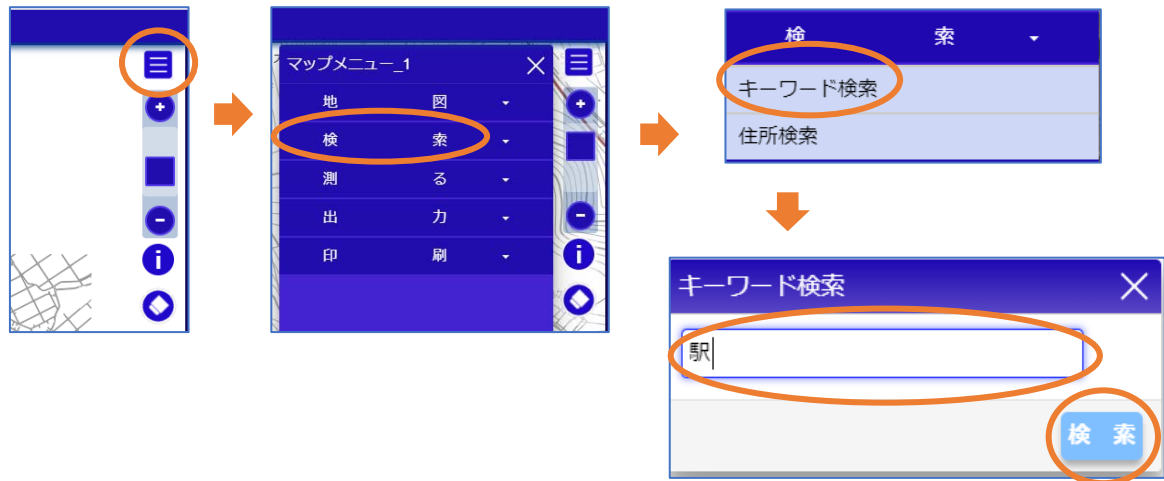 マップメニュー_1
地 図
検 索
測 る
出 力
印 刷
検 索
キーワード検索
住所検索
キーワード検索
駅
検 索